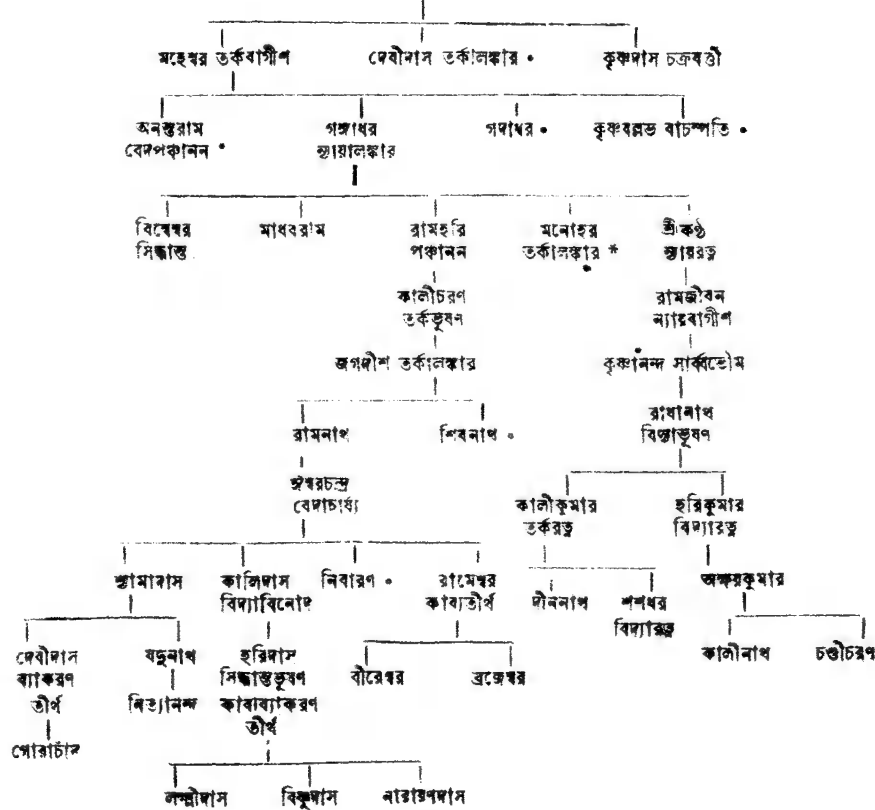 মহেশ্বর তর্কবাগীশ দেবীদাস তর্কালঙ্কার * কৃষ্ণদাস চক্রবর্ত্তী
অনন্তরাম গঙ্গাধর গদাধর * কৃষ্ণবল্লভ বাচস্পতি *
বেদপঞ্চানন * ন্যায়ালঙ্কার
বিশ্বেশ্বর মাধবরাম রামহরি মনোহর শ্রীকণ্ঠ
সিদ্ধান্ত পঞ্চানন তর্কালঙ্কার * ন্যায়রত্ন
কালীচরণ রামজীবন
তর্কভূষণ ন্যায়বাগীশ
জগদীশ তর্কালঙ্কার কৃষ্ণানন্দ সার্ব্বভৌম
রাধানাথ
রামনাথ শিবনাথ * বিদ্যাভূষণ
ঈশ্বরচন্দ্র কালীকুমার হরিকুমার
বেদাচার্য্য তর্করত্ন বিদ্যারত্ন
শ্যামাদাস কালিদাস নিবারণ * রামেশ্বর দীননাথ শশধর অক্ষয়কুমার
বিদ্যাবিনোদ কাব্যতীর্থ বিদ্যারত্ন
দেবীদাস যদুনাথ হরিদাস বীরেশ্বর ব্রজেশ্বর কালীনাথ চণ্ডীচরণ
ব্যাকরণ সিদ্ধান্তভূষণ
তীর্থ নিত্যানন্দ কাব্যব্যাকরণ
তীর্থ
গোরাচাঁদ
লক্ষ্মীদাস বিষ্ণুদাস নারায়ণদাস